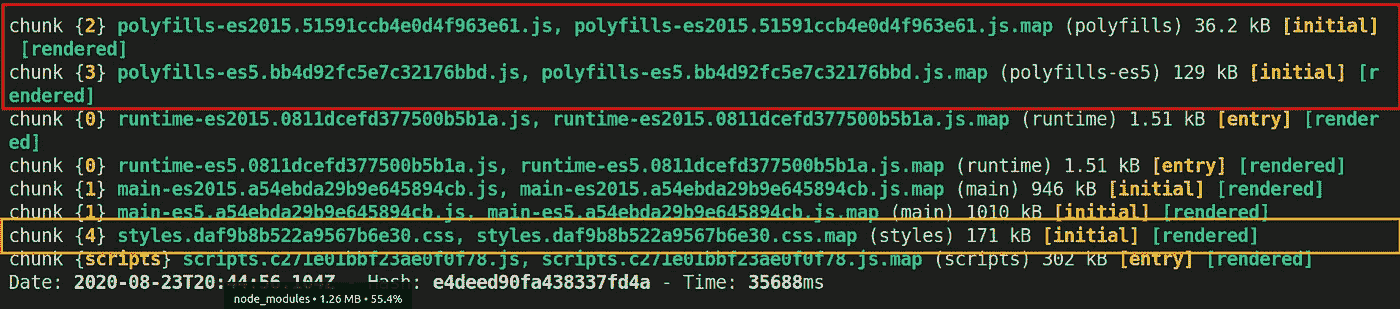 chunk {2} polyfills-es2015.51591ccb4e0d4f963e61.js, polyfills-es2015.51591ccb4e0d4f963e61.js.map (polyfills) 36.2 kB [initial]
[rendered]
chunk {3} polyfills-es5.bb4d92fc5e7c32176bbd.js, polyfills-es5.bb4d92fc5e7c32176bbd.js.map (polyfills-es5) 129 kB [initial] [r
endered]
chunk {0} runtime-es2015.0811dcefd377500b5b1a.js, runtime-es2015.0811dcefd377500b5b1a.js.map (runtime) 1.51 kB [entry] [render
ed]
chunk {0} runtime-es5.0811dcefd377500b5b1a.js, runtime-es5.0811dcefd377500b5b1a.js.map (runtime) 1.51 kB [entry] [rendered]
chunk {1} main-es2015.a54ebda29b9e645894cb.js, main-es2015.a54ebda29b9e645894cb.js.map (main) 946 kB [initial] [rendered]
chunk {1} main-es5.a54ebda29b9e645894cb.js, main-es5.a54ebda29b9e645894cb.js.map (main) 1010 kB [initial] [rendered]
chunk {4} styles.daf9b8b522a9567b6e30.css, styles.daf9b8b522a9567b6e30.css.map (styles) 171 kB [initial] [rendered]
chunk {scripts} scripts.c271e01bbf23ae0f0f78.js, scripts.c271e01bbf23ae0f0f78.js.map (scripts) 302 kB [entry] [rendered]
Date: 2020-08-23T20:44:56.104Z - Hash: e4deed90fa438337fd4a - Time: 35688ms
node_modules • 1.26 MB • 55.4%